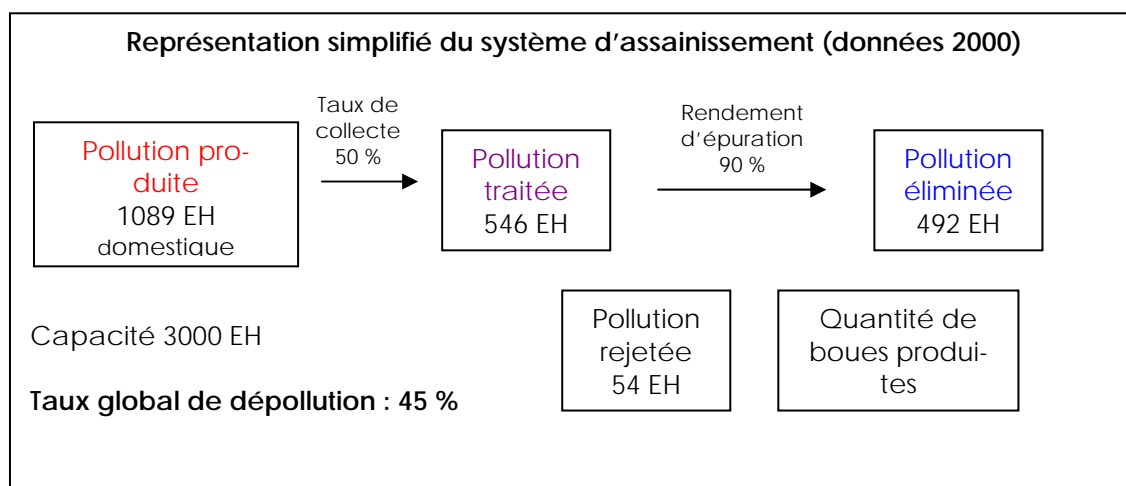 Représentation simplifié du système d'assainissement (données 2000)
Pollution pro-
duite
1089 EH
domestique
Taux de
collecte
50 %
Pollution
traitée
546 EH
Rendement
d'épuration
90 %
Pollution
éliminée
492 EH
Capacité 3000 EH
Taux global de dépollution : 45 %
Pollution
rejetée
54 EH
Quantité de
boues produi-
tes